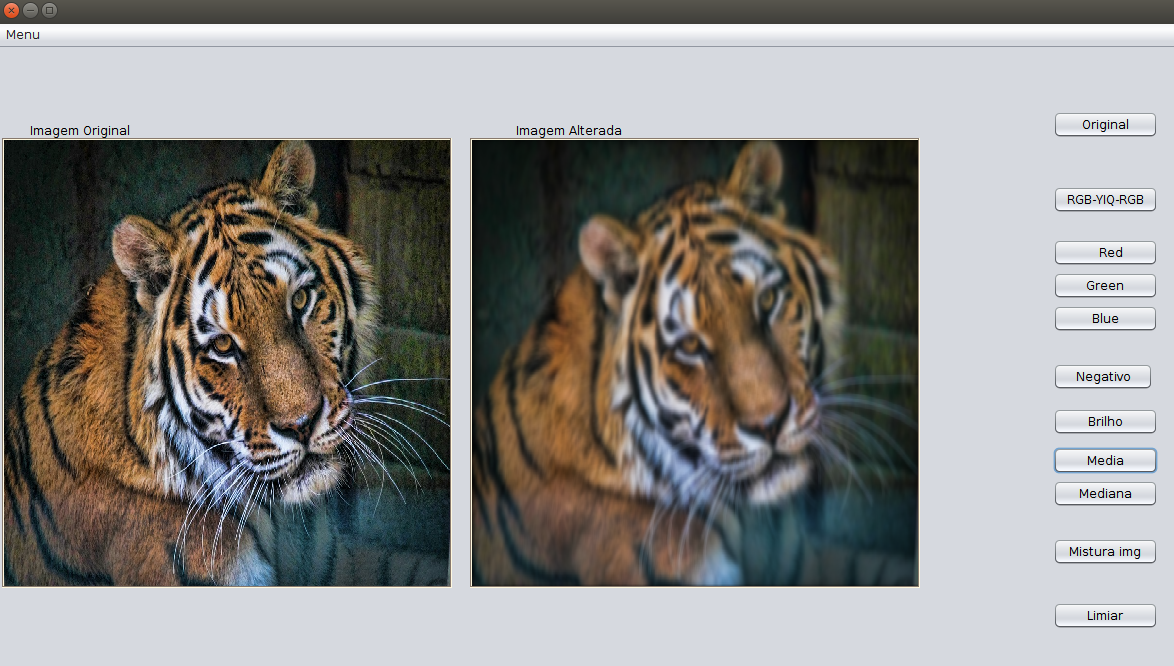 Menu
Imagem Original
Imagem Alterada
Original
RGB-YIQ-RGB
Red
Green
Blue
Negativo
Brilho
Media
Mediana
Mistura img
Limiar